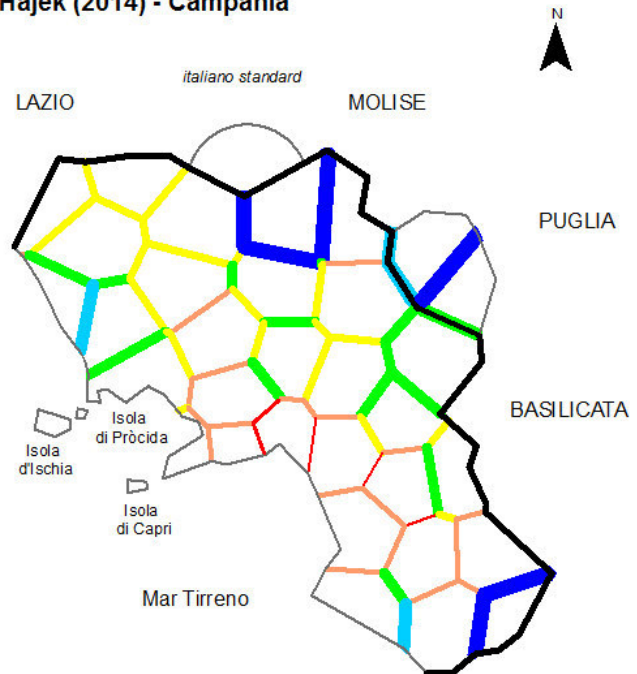 Hajek (2014) - Campania
N
italiano standard
LAZIO
MOLISE
PUGLIA
BASILICATA
Isola
di Pròcida
Isola
d'Ischia
Isola
di Capri
Mar Tirreno